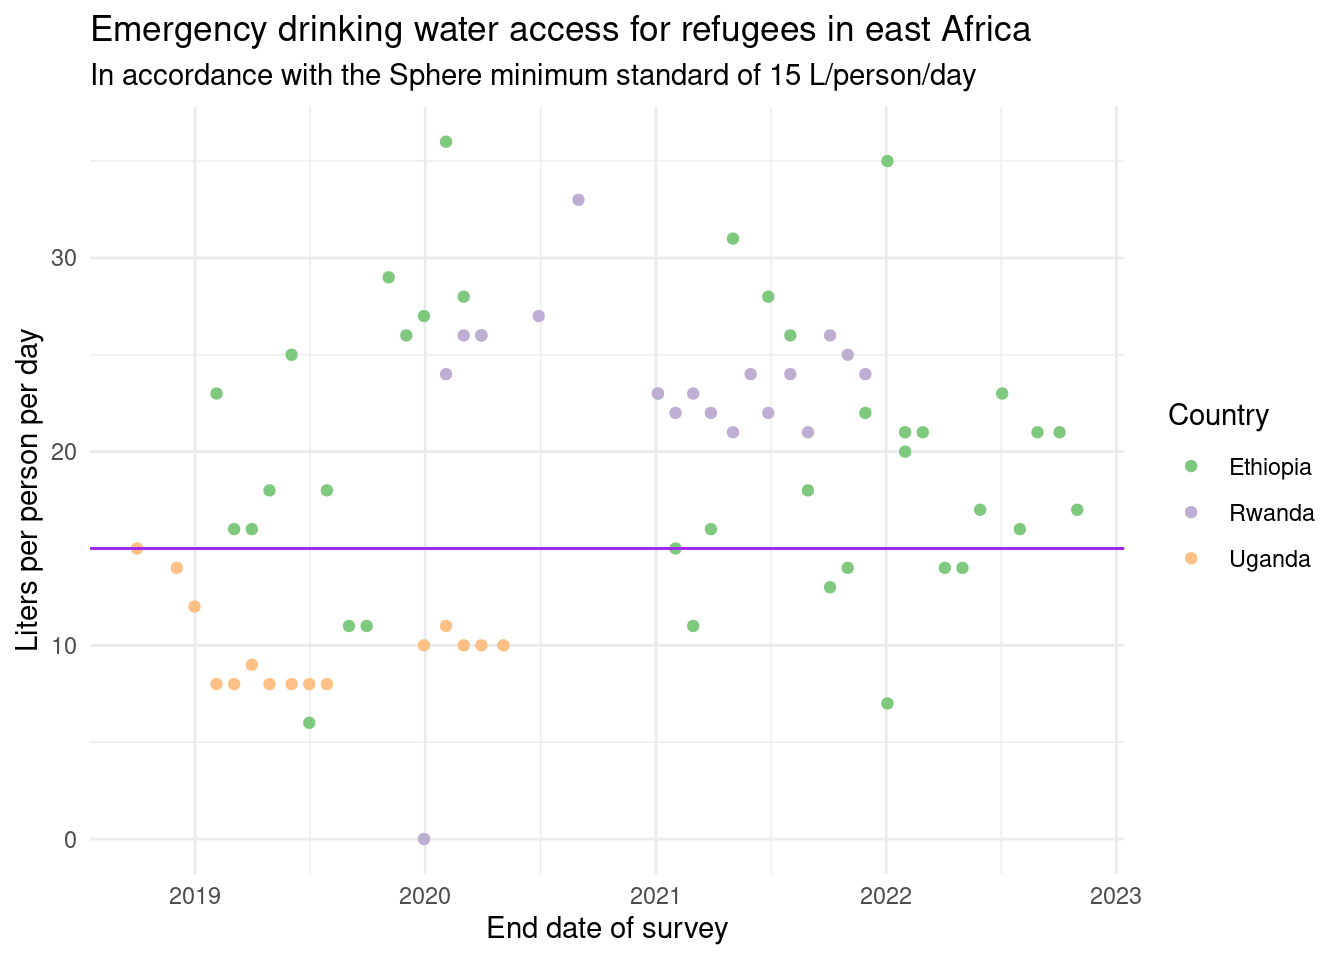 Emergency drinking water access for refugees in east Africa
In accordance with the Sphere minimum standard of 15 L/person/day
Liters per person per day
30
20
10
0
2019 2020 2021 2022 2023
End date of survey
Country
Ethiopia
Rwanda
Uganda